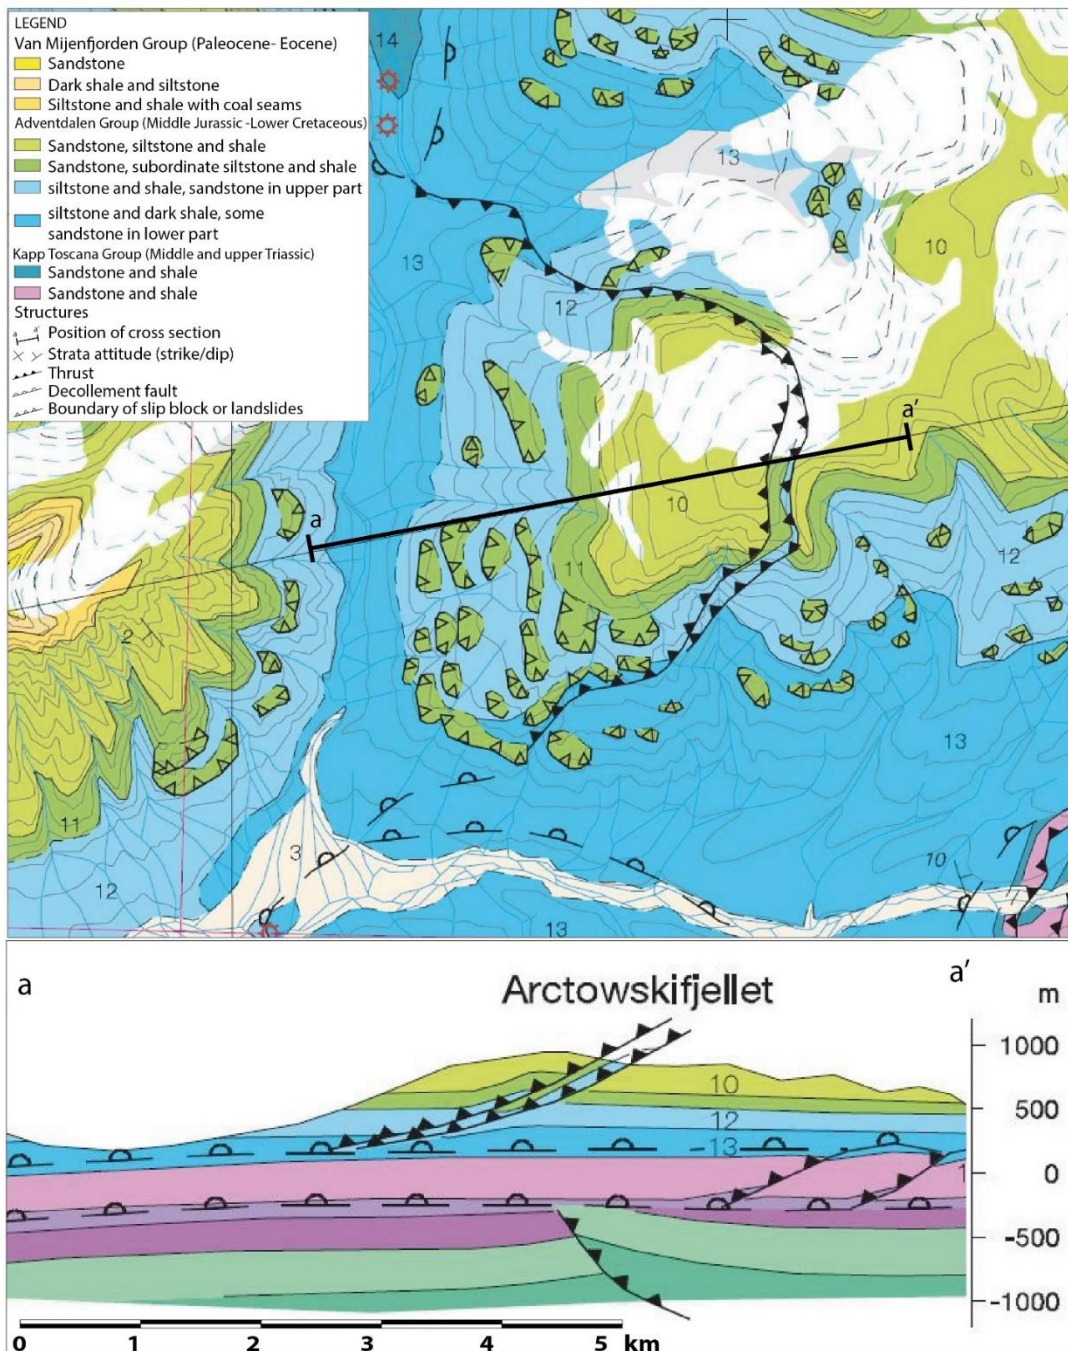 LEGEND
Van Mijenfjorden Group (Paleocene- Eocene)
Sandstone
Dark shale and siltstone
Siltstone and shale with coal seams
Adventdalen Group (Middle Jurassic -Lower Cretaceous)
Sandstone, siltstone and shale
Sandstone, subordinate siltstone and shale
siltstone and shale, sandstone in upper part
siltstone and dark shale, some
sandstone in lower part
Kapp Toscana Group (Middle and upper Triassic)
Sandstone and shale
Sandstone and shale
Structures
a a' Position of cross section
Strata attitude (strike/dip)
Thrust
Decollement fault
Boundary of slip block or landslides
14
13
13
10
12
a'
10
a
11
12
2
13
11
3
10
12
13
a
Arctowskifjellet
a'
m
1000
10
500
12
13
0
1
-500
-1000
0 1 2 3 4 5 km